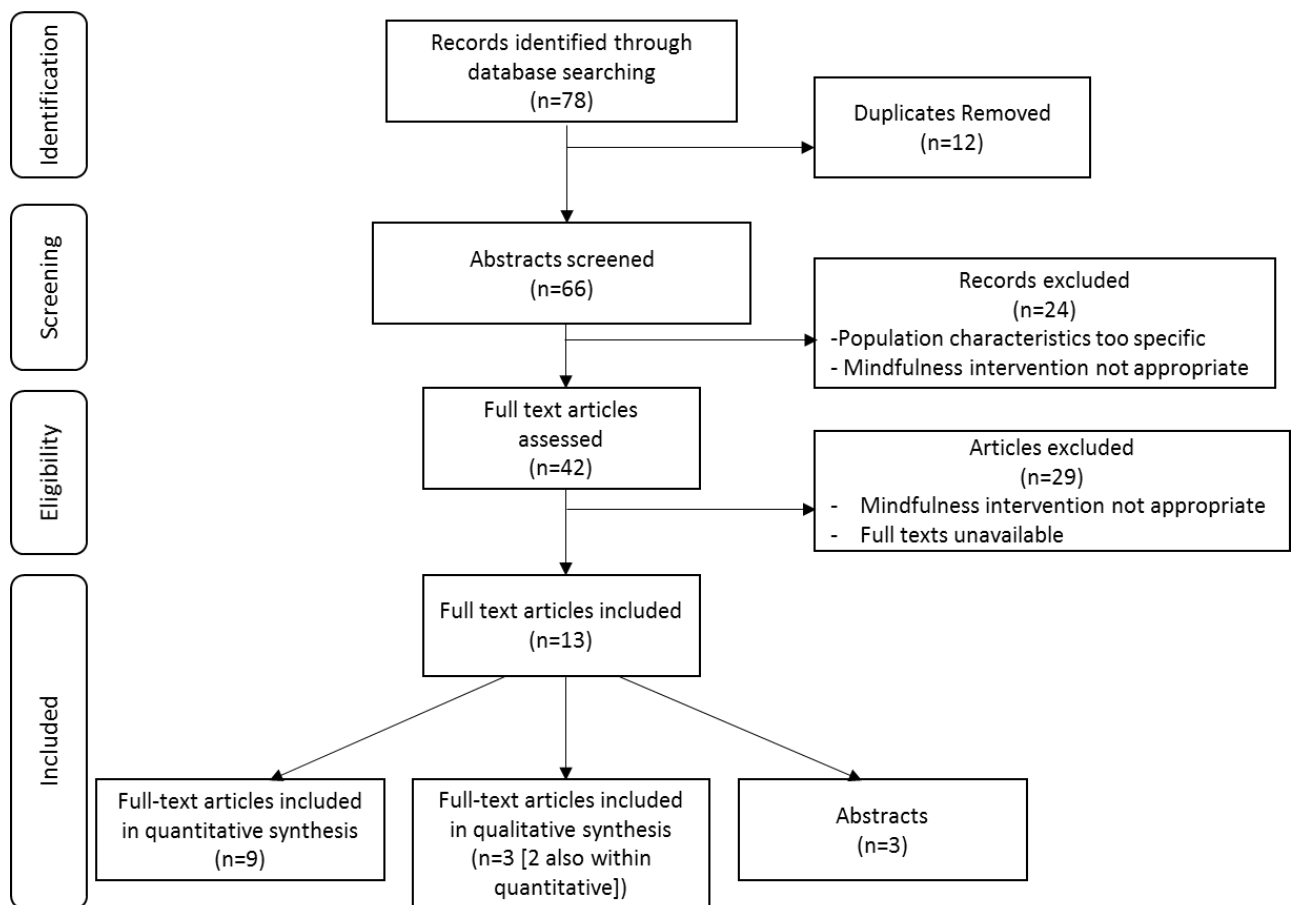 Identification
Records identified through
database searching
(n=78)
Duplicates Removed
(n=12)
Screening
Abstracts screened
(n=66)
Records excluded
(n=24)
-Population characteristics too specific
- Mindfulness intervention not appropriate
Eligibility
Full text articles
assessed
(n=42)
Articles excluded
(n=29)
- Mindfulness intervention not appropriate
- Full texts unavailable
Included
Full text articles included
(n=13)
Full-text articles included
in quantitative synthesis
(n=9)
Full-text articles included
in qualitative synthesis
(n=3 [2 also within
quantitative])
Abstracts
(n=3)